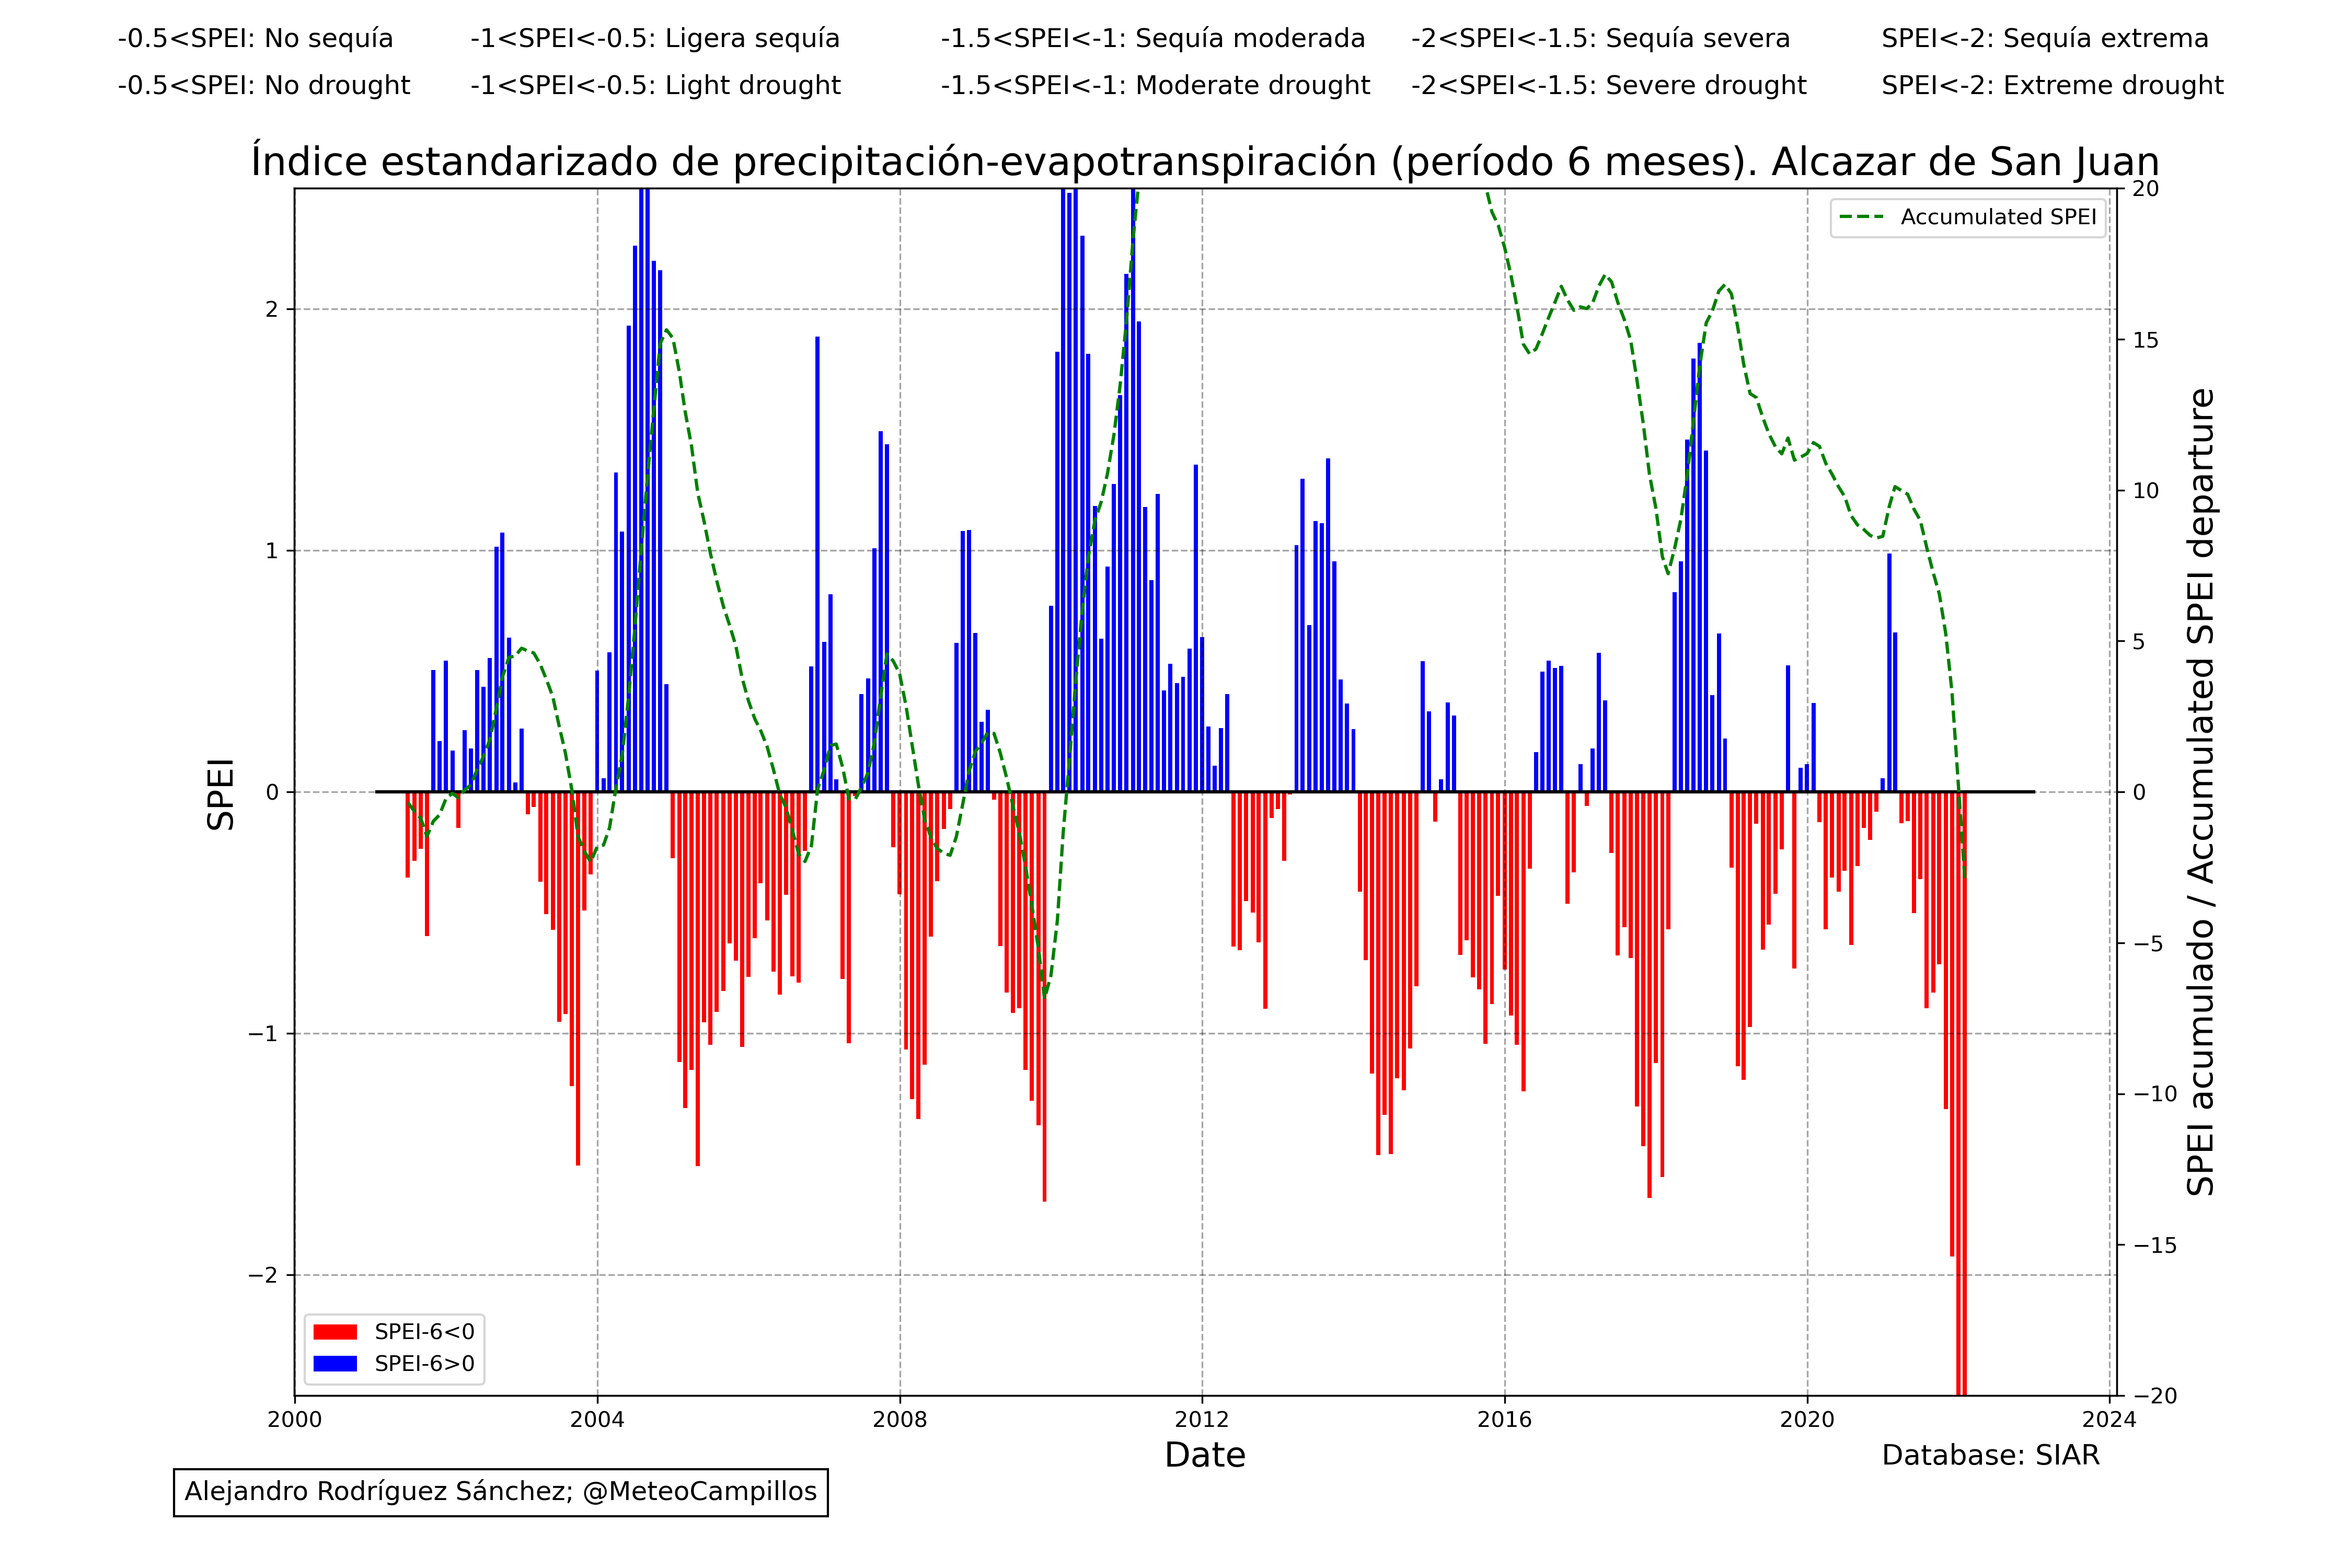 -0.5<SPEI: No sequía -1<SPEI<-0.5: Ligera sequía -1.5<SPEI<-1: Sequía moderada -2<SPEI<-1.5: Sequía severa SPEI<-2: Sequía extrema
-0.5<SPEI: No drought -1<SPEI<-0.5: Light drought -1.5<SPEI<-1: Moderate drought -2<SPEI<-1.5: Severe drought SPEI<-2: Extreme drought
Índice estandarizado de precipitación-evapotranspiración (período 6 meses). Alcazar de San Juan
Accumulated SPEI
SPEI
2
1
0
−1
−2
20
15
10
5
0
−5
−10
−15
−20
SPEI acumulado / Accumulated SPEI departure
SPEI-6<0
SPEI-6>0
2000 2004 2008 2012 2016 2020 2024
Date
Database: SIAR
Alejandro Rodríguez Sánchez; @MeteoCampillos